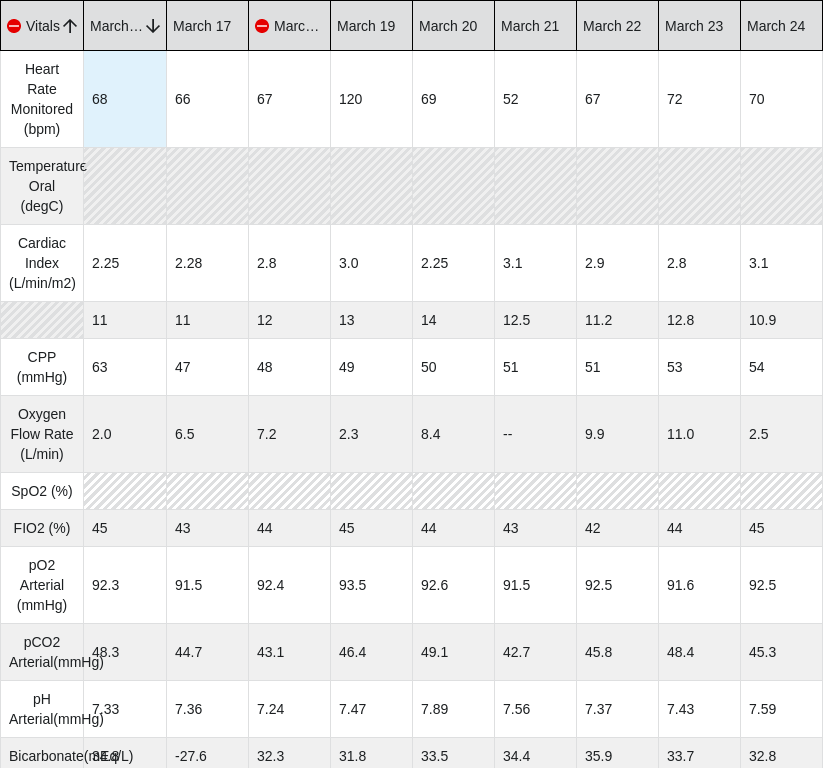 Vitals March… March 17 Marc… March 19 March 20 March 21 March 22 March 23 March 24
Heart
Rate
Monitored
(bpm)
68 66 67 120 69 52 67 72 70
Temperature
Oral
(degC)
Cardiac
Index
(L/min/m2)
2.25 2.28 2.8 3.0 2.25 3.1 2.9 2.8 3.1
11 11 12 13 14 12.5 11.2 12.8 10.9
CPP
(mmHg)
63 47 48 49 50 51 51 53 54
Oxygen
Flow Rate
(L/min)
2.0 6.5 7.2 2.3 8.4 -- 9.9 11.0 2.5
SpO2 (%)
FIO2 (%) 45 43 44 45 44 43 42 44 45
pO2
Arterial
(mmHg)
92.3 91.5 92.4 93.5 92.6 91.5 92.5 91.6 92.5
pCO2
Arterial(mmHg)
48.3 44.7 43.1 46.4 49.1 42.7 45.8 48.4 45.3
pH
Arterial(mmHg)
7.33 7.36 7.24 7.47 7.89 7.56 7.37 7.43 7.59
Bicarbonate(mEq/L) -27.6 32.3 31.8 33.5 34.4 35.9 33.7 32.8